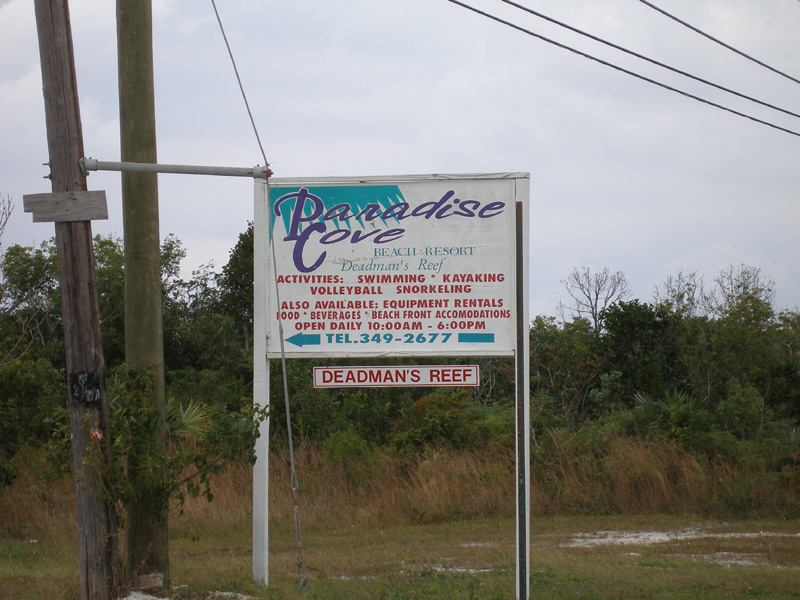 Paradise
Cove
BEACH RESORT
Deadman's Reef
ACTIVITIES: SWIMMING * KAYAKING
VOLLEYBALL SNORKELING
ALSO AVAILABLE: EQUIPMENT RENTALS
FOOD * BEVERAGES * BEACH FRONT ACCOMODATIONS
OPEN DAILY 10:00AM - 6:00PM
TEL.349-2677
DEADMAN'S REEF